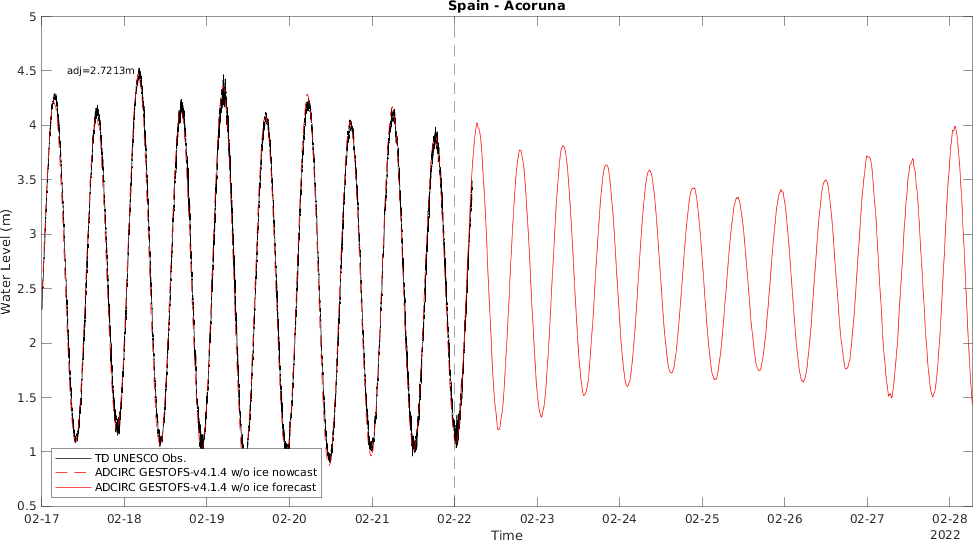 Spain - Acoruna
5
4.5
4
3.5
3
2.5
2
1.5
1
0.5
Water Level (m)
adj=2.7213m
TD UNESCO Obs.
ADCIRC GESTOFS-v4.1.4 w/o ice nowcast
ADCIRC GESTOFS-v4.1.4 w/o ice forecast
02-17 02-18 02-19 02-20 02-21 02-22 02-23 02-24 02-25 02-26 02-27 02-28
Time
2022